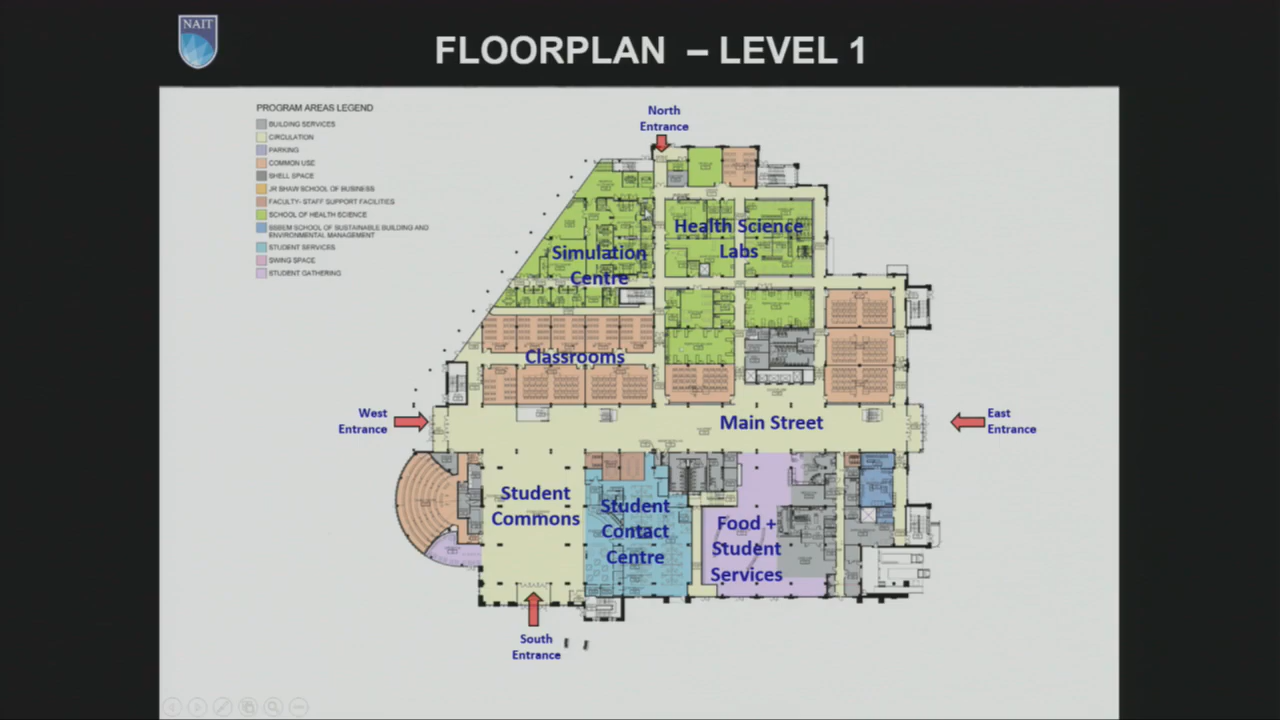 NAIT
FLOORPLAN – LEVEL 1
PROGRAM AREAS LEGEND
BUILDING SERVICES
CIRCULATION
PARKING
COMMON USE
SHELL SPACE
JR SHAW SCHOOL OF BUSINESS
FACULTY- STAFF SUPPORT FACILITIES
SCHOOL OF HEALTH SCIENCE
SSBEM SCHOOL OF SUSTAINABLE BUILDING AND
ENVIRONMENTAL MANAGEMENT
STUDENT SERVICES
SWING SPACE
STUDENT GATHERING
North
Entrance
Health Science
Labs
Simulation
Centre
Classrooms
West
Entrance
Main Street
East
Entrance
Student
Commons
Student
Contact
Centre
Food +
Student
Services
South
Entrance